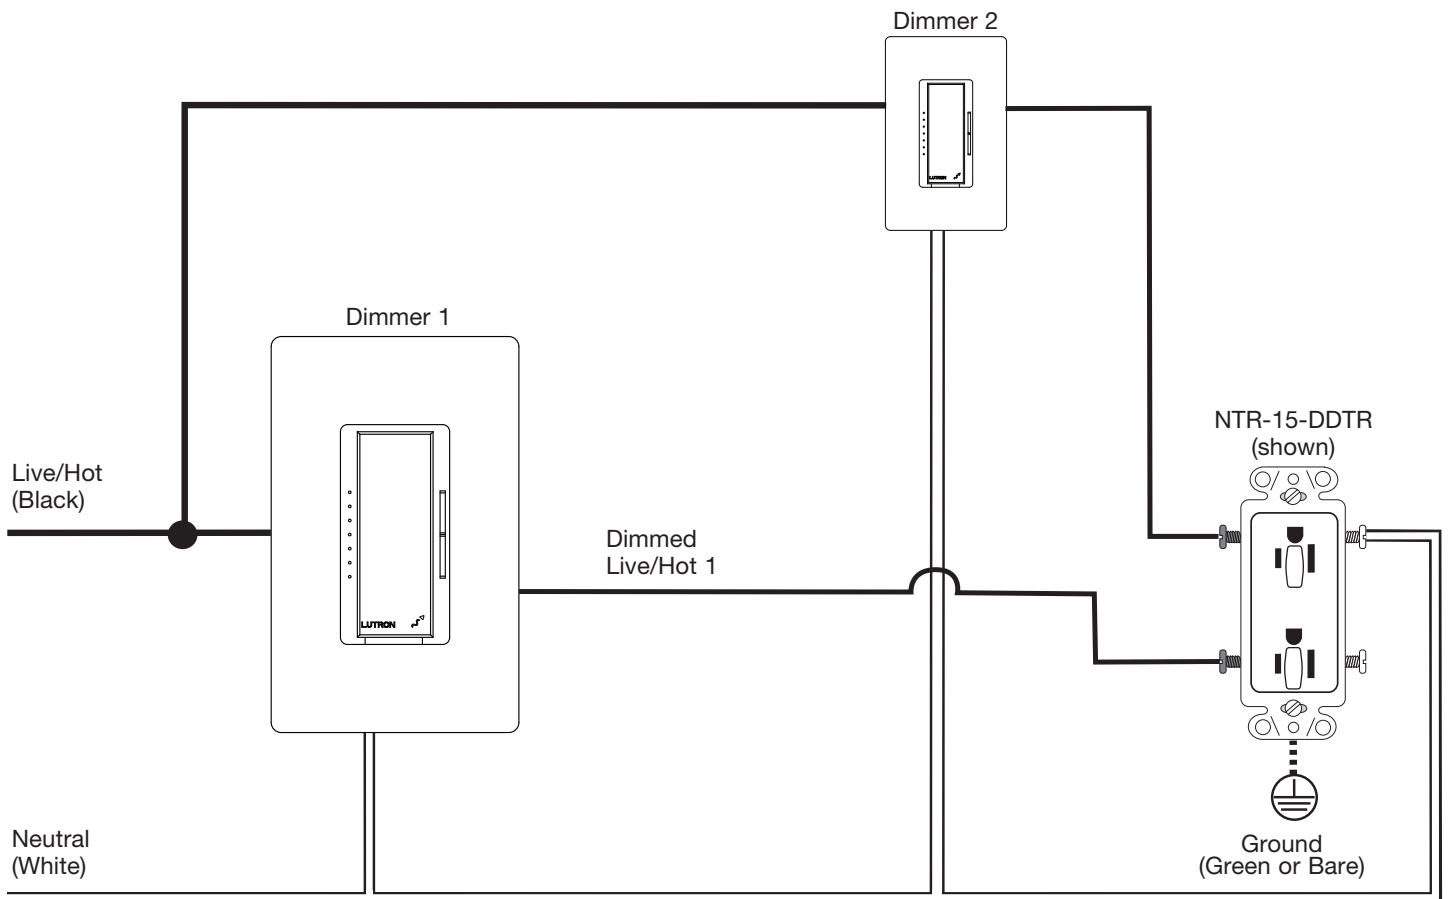 Dimmer 2
LUTRON
Dimmer 1
NTR-15-DDTR
(shown)
Live/Hot
(Black)
Dimmed
Live/Hot 1
LUTRON
Neutral
(White)
Ground
(Green or Bare)